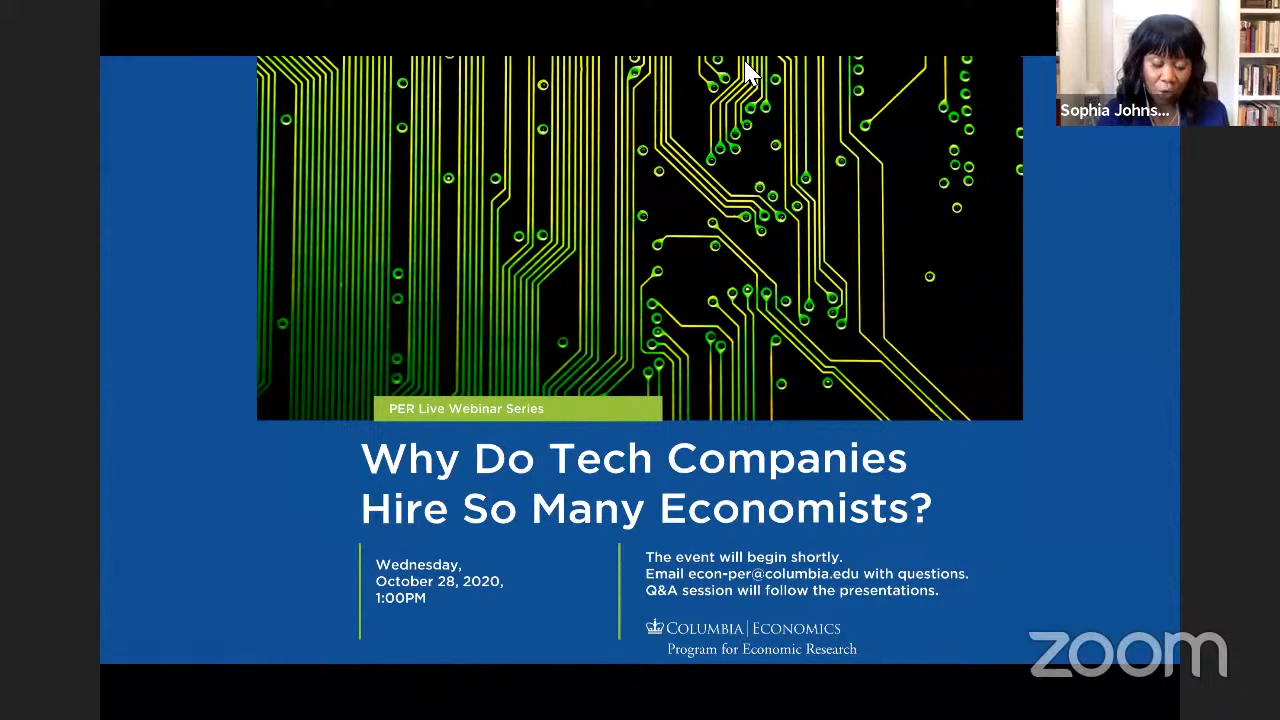 Sophia Johns...
PER Live Webinar Series
Why Do Tech Companies
Hire So Many Economists?
Wednesday,
October 28, 2020,
1:00PM
The event will begin shortly.
Email econ-per@columbia.edu with questions.
Q&A session will follow the presentations.
COLUMBIA | ECONOMICS
Program for Economic Research
zoom